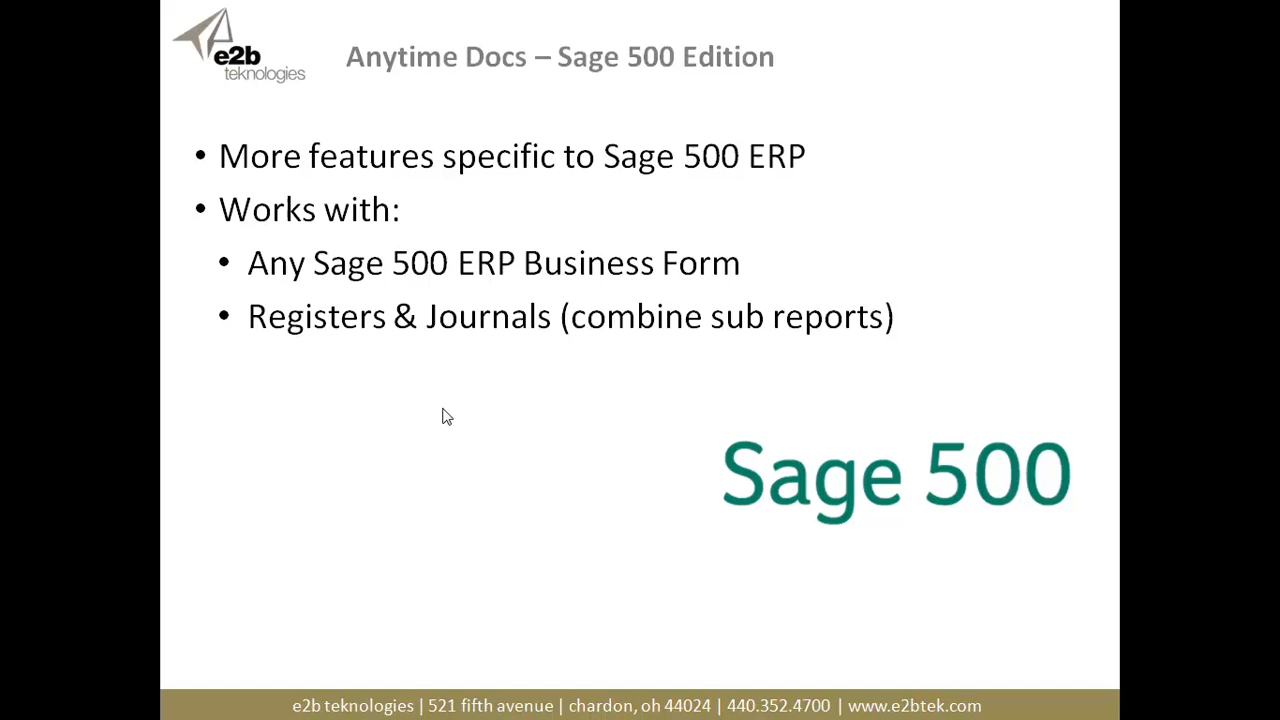 e2b
teknologies
Anytime Docs – Sage 500 Edition
• More features specific to Sage 500 ERP
• Works with:
• Any Sage 500 ERP Business Form
• Registers & Journals (combine sub reports)
Sage 500
e2b teknologies | 521 fifth avenue | chardon, oh 44024 | 440.352.4700 | www.e2btek.com